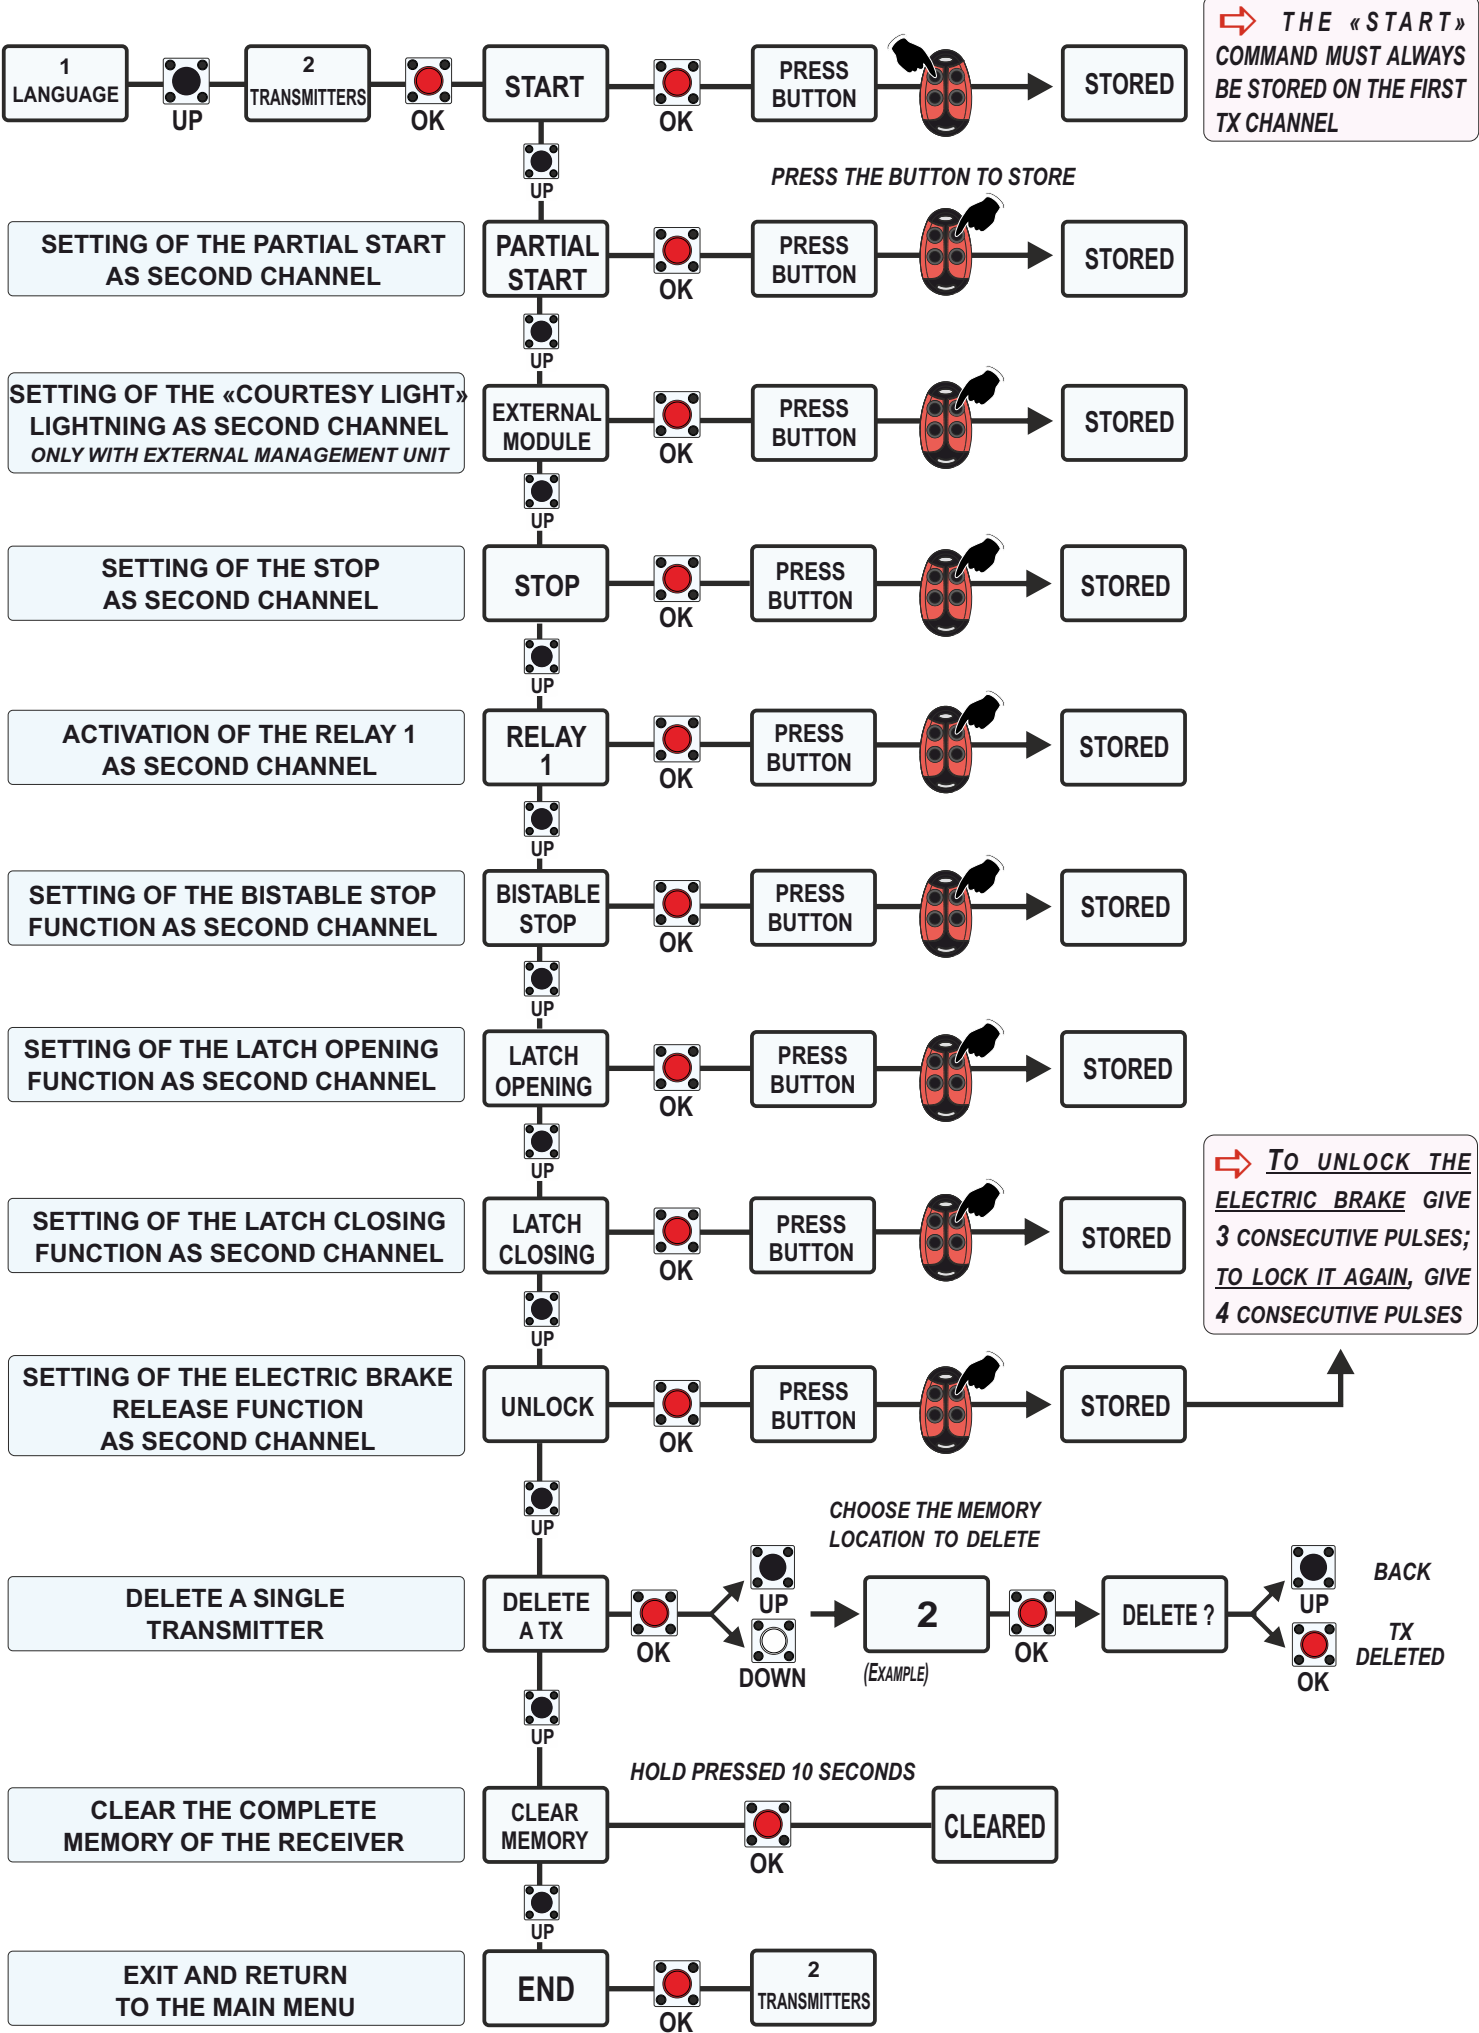 1
LANGUAGE
UP
2
TRANSMITTERS
OK
START
OK
PRESS
BUTTON
STORED
THE «START»
COMMAND MUST ALWAYS
BE STORED ON THE FIRST
TX CHANNEL
UP
PRESS THE BUTTON TO STORE
SETTING OF THE PARTIAL START
AS SECOND CHANNEL
PARTIAL
START
OK
PRESS
BUTTON
STORED
UP
SETTING OF THE «COURTESY LIGHT»
LIGHTNING AS SECOND CHANNEL
ONLY WITH EXTERNAL MANAGEMENT UNIT
EXTERNAL
MODULE
OK
PRESS
BUTTON
STORED
UP
SETTING OF THE STOP
AS SECOND CHANNEL
STOP
OK
PRESS
BUTTON
STORED
UP
ACTIVATION OF THE RELAY 1
AS SECOND CHANNEL
RELAY
1
OK
PRESS
BUTTON
STORED
UP
SETTING OF THE BISTABLE STOP
FUNCTION AS SECOND CHANNEL
BISTABLE
STOP
OK
PRESS
BUTTON
STORED
UP
SETTING OF THE LATCH OPENING
FUNCTION AS SECOND CHANNEL
LATCH
OPENING
OK
PRESS
BUTTON
STORED
UP
SETTING OF THE LATCH CLOSING
FUNCTION AS SECOND CHANNEL
LATCH
CLOSING
OK
PRESS
BUTTON
STORED
TO UNLOCK THE
ELECTRIC BRAKE GIVE
3 CONSECUTIVE PULSES;
TO LOCK IT AGAIN, GIVE
4 CONSECUTIVE PULSES
UP
SETTING OF THE ELECTRIC BRAKE
RELEASE FUNCTION
AS SECOND CHANNEL
UNLOCK
OK
PRESS
BUTTON
STORED
UP
CHOOSE THE MEMORY
LOCATION TO DELETE
DELETE A SINGLE
TRANSMITTER
DELETE
A TX
OK
UP
DOWN
2
(EXAMPLE)
OK
DELETE ?
UP
BACK
OK
TX
DELETED
UP
HOLD PRESSED 10 SECONDS
CLEAR THE COMPLETE
MEMORY OF THE RECEIVER
CLEAR
MEMORY
OK
CLEARED
UP
EXIT AND RETURN
TO THE MAIN MENU
END
OK
2
TRANSMITTERS